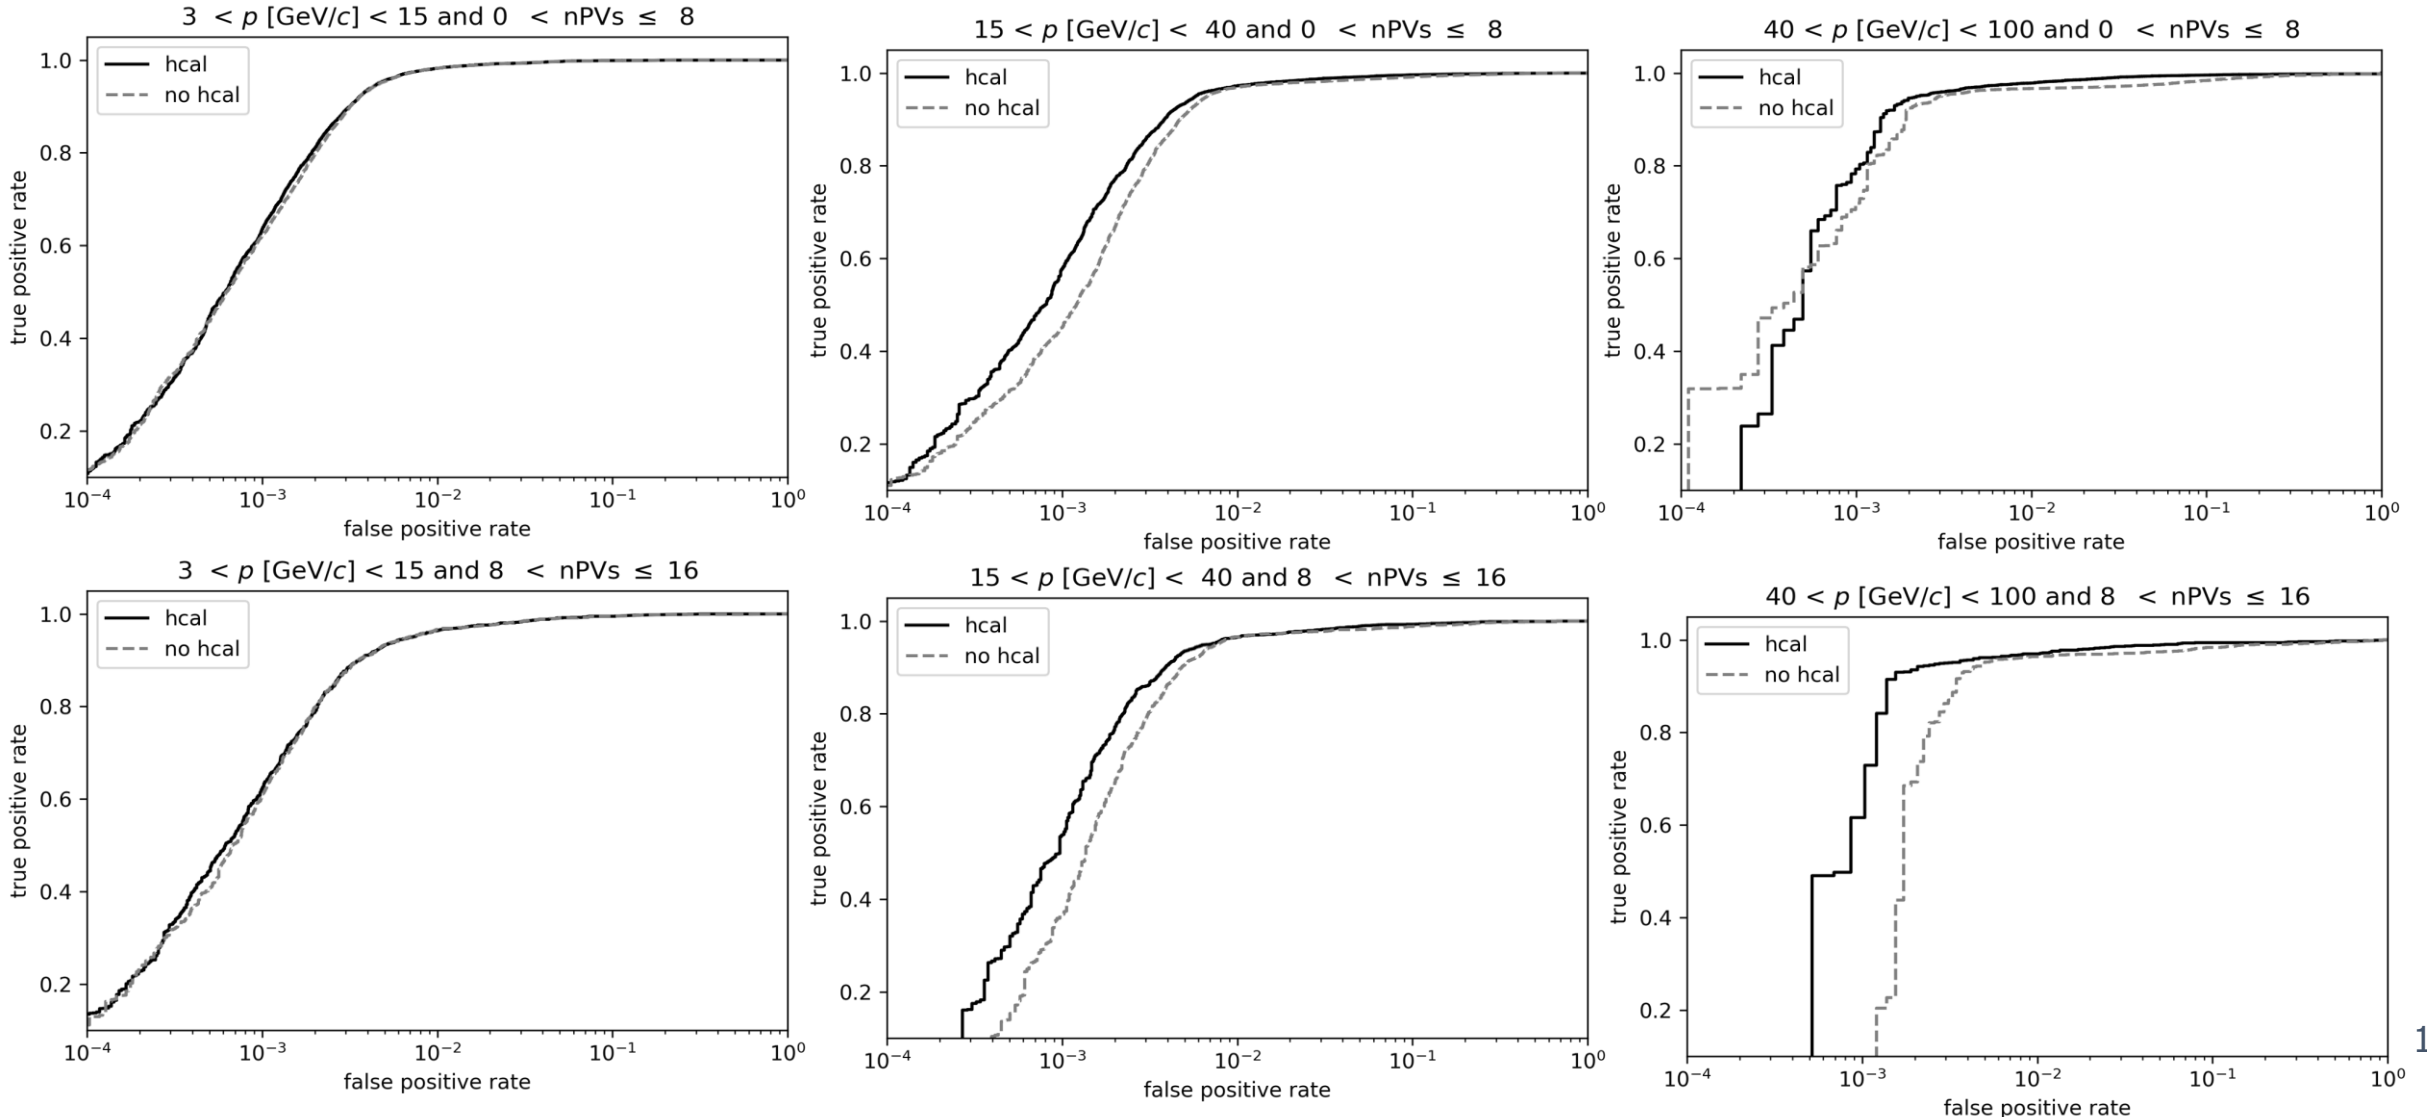 3 < p [GeV/c] < 15 and 0 < nPVs ≤ 8
hcal
no hcal
1.0
0.8
0.6
0.4
0.2
true positive rate
10⁻⁴ 10⁻³ 10⁻² 10⁻¹ 10⁰
false positive rate
15 < p [GeV/c] < 40 and 0 < nPVs ≤ 8
hcal
no hcal
1.0
0.8
0.6
0.4
0.2
true positive rate
10⁻⁴ 10⁻³ 10⁻² 10⁻¹ 10⁰
false positive rate
40 < p [GeV/c] < 100 and 0 < nPVs ≤ 8
hcal
no hcal
1.0
0.8
0.6
0.4
0.2
true positive rate
10⁻⁴ 10⁻³ 10⁻² 10⁻¹ 10⁰
false positive rate
3 < p [GeV/c] < 15 and 8 < nPVs ≤ 16
hcal
no hcal
1.0
0.8
0.6
0.4
0.2
true positive rate
10⁻⁴ 10⁻³ 10⁻² 10⁻¹ 10⁰
false positive rate
15 < p [GeV/c] < 40 and 8 < nPVs ≤ 16
hcal
no hcal
1.0
0.8
0.6
0.4
0.2
true positive rate
10⁻⁴ 10⁻³ 10⁻² 10⁻¹ 10⁰
false positive rate
40 < p [GeV/c] < 100 and 8 < nPVs ≤ 16
hcal
no hcal
1.0
0.8
0.6
0.4
0.2
true positive rate
10⁻⁴ 10⁻³ 10⁻² 10⁻¹ 10⁰
false positive rate
1